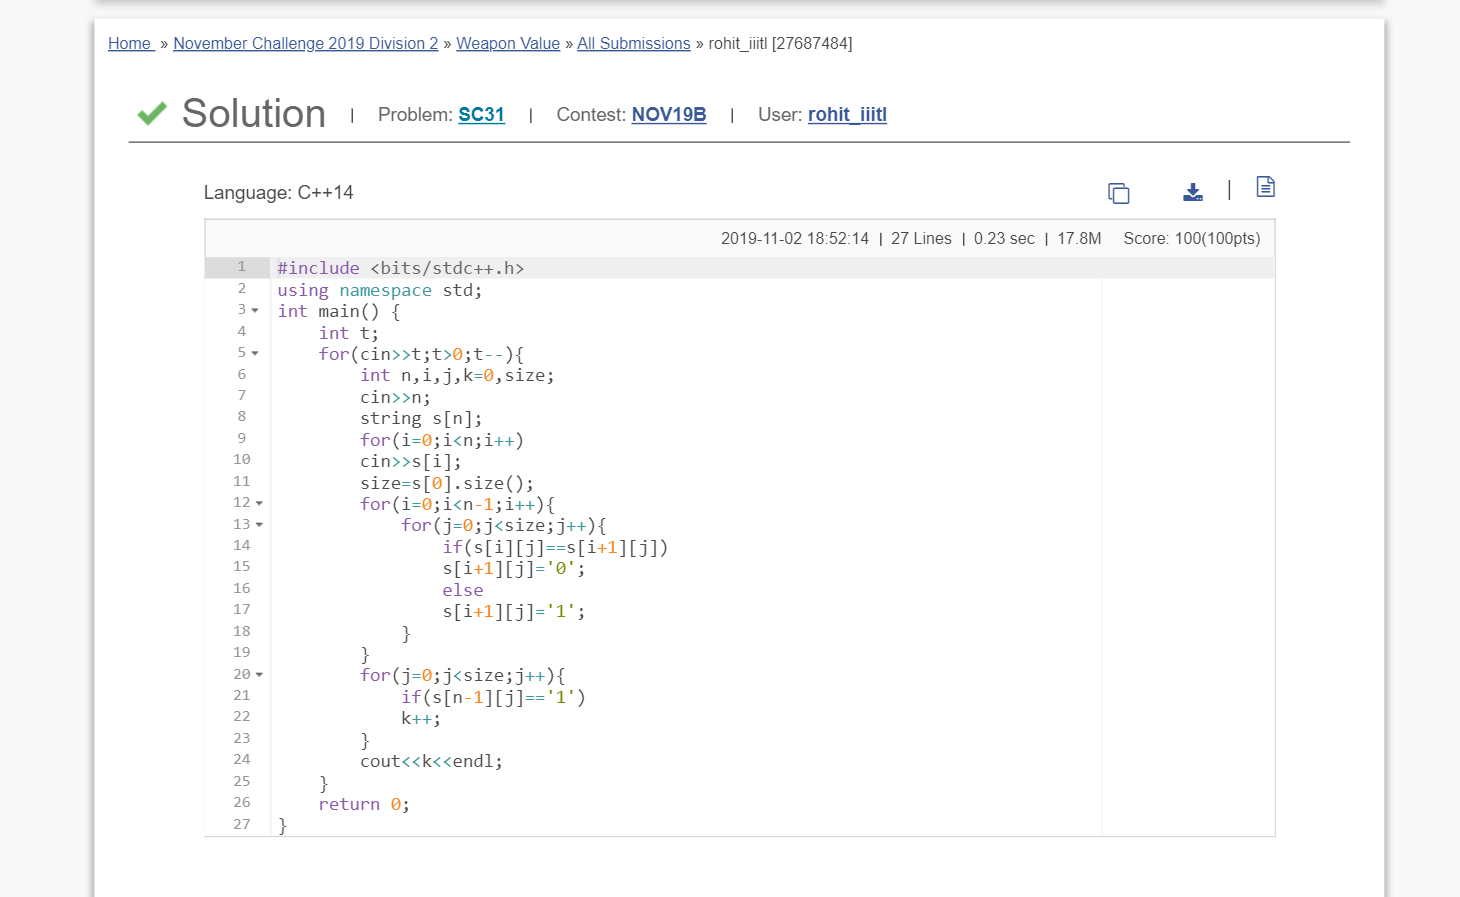 Home » November Challenge 2019 Division 2 » Weapon Value » All Submissions » rohit_iiitl [27687484]
Solution | Problem: SC31 | Contest: NOV19B | User: rohit_iiitl
Language: C++14 |
2019-11-02 18:52:14 | 27 Lines | 0.23 sec | 17.8M Score: 100(100pts)
1 #include <bits/stdc++.h>
2 using namespace std;
3 int main() {
4     int t;
5     for(cin>>t;t>0;t--){
6         int n,i,j,k=0,size;
7         cin>>n;
8         string s[n];
9         for(i=0;i<n;i++)
10         cin>>s[i];
11         size=s[0].size();
12         for(i=0;i<n-1;i++){
13             for(j=0;j<size;j++){
14                 if(s[i][j]==s[i+1][j])
15                 s[i+1][j]='0';
16                 else
17                 s[i+1][j]='1';
18             }
19         }
20         for(j=0;j<size;j++){
21             if(s[n-1][j]=='1')
22             k++;
23         }
24         cout<<k<<endl;
25     }
26     return 0;
27 }